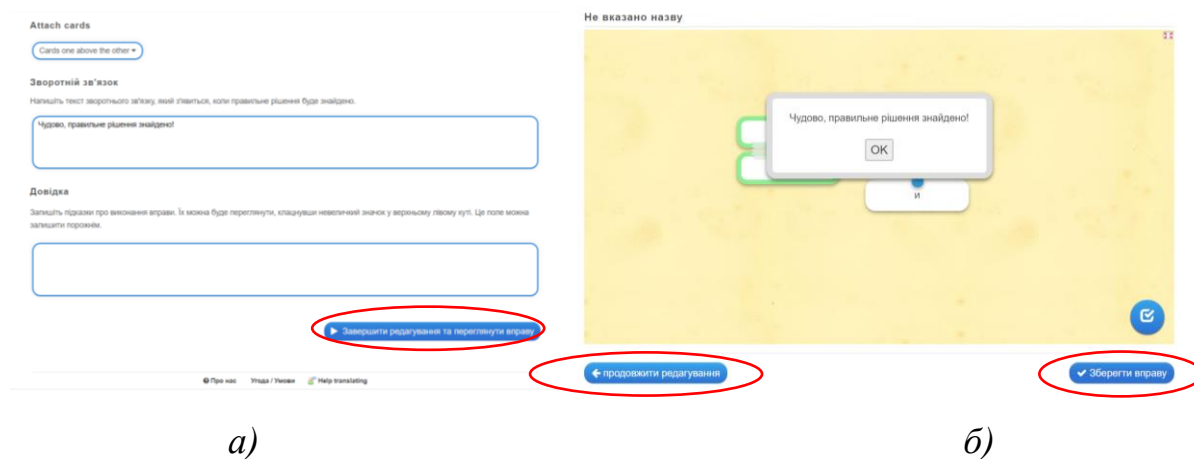 Attach cards
Cards one above the other
Зворотній зв'язок
Напишіть текст зворотнього зв'язку, який з'явиться, коли правильне рішення буде знайдено.
Чудово, правильне рішення знайдено!
Довідка
Запишіть підказки про виконання вправи. Їх можна буде переглянути, клацнувши невеличкий значок у верхньому лівому куті. Це поле можна
залишити порожнім.
Завершити редагування та переглянути вправу
Про нас Угода / Умови Help translating
а)
Не вказано назву
Чудово, правильне рішення знайдено!
OK
и
продовжити редагування
Зберегти вправу
б)